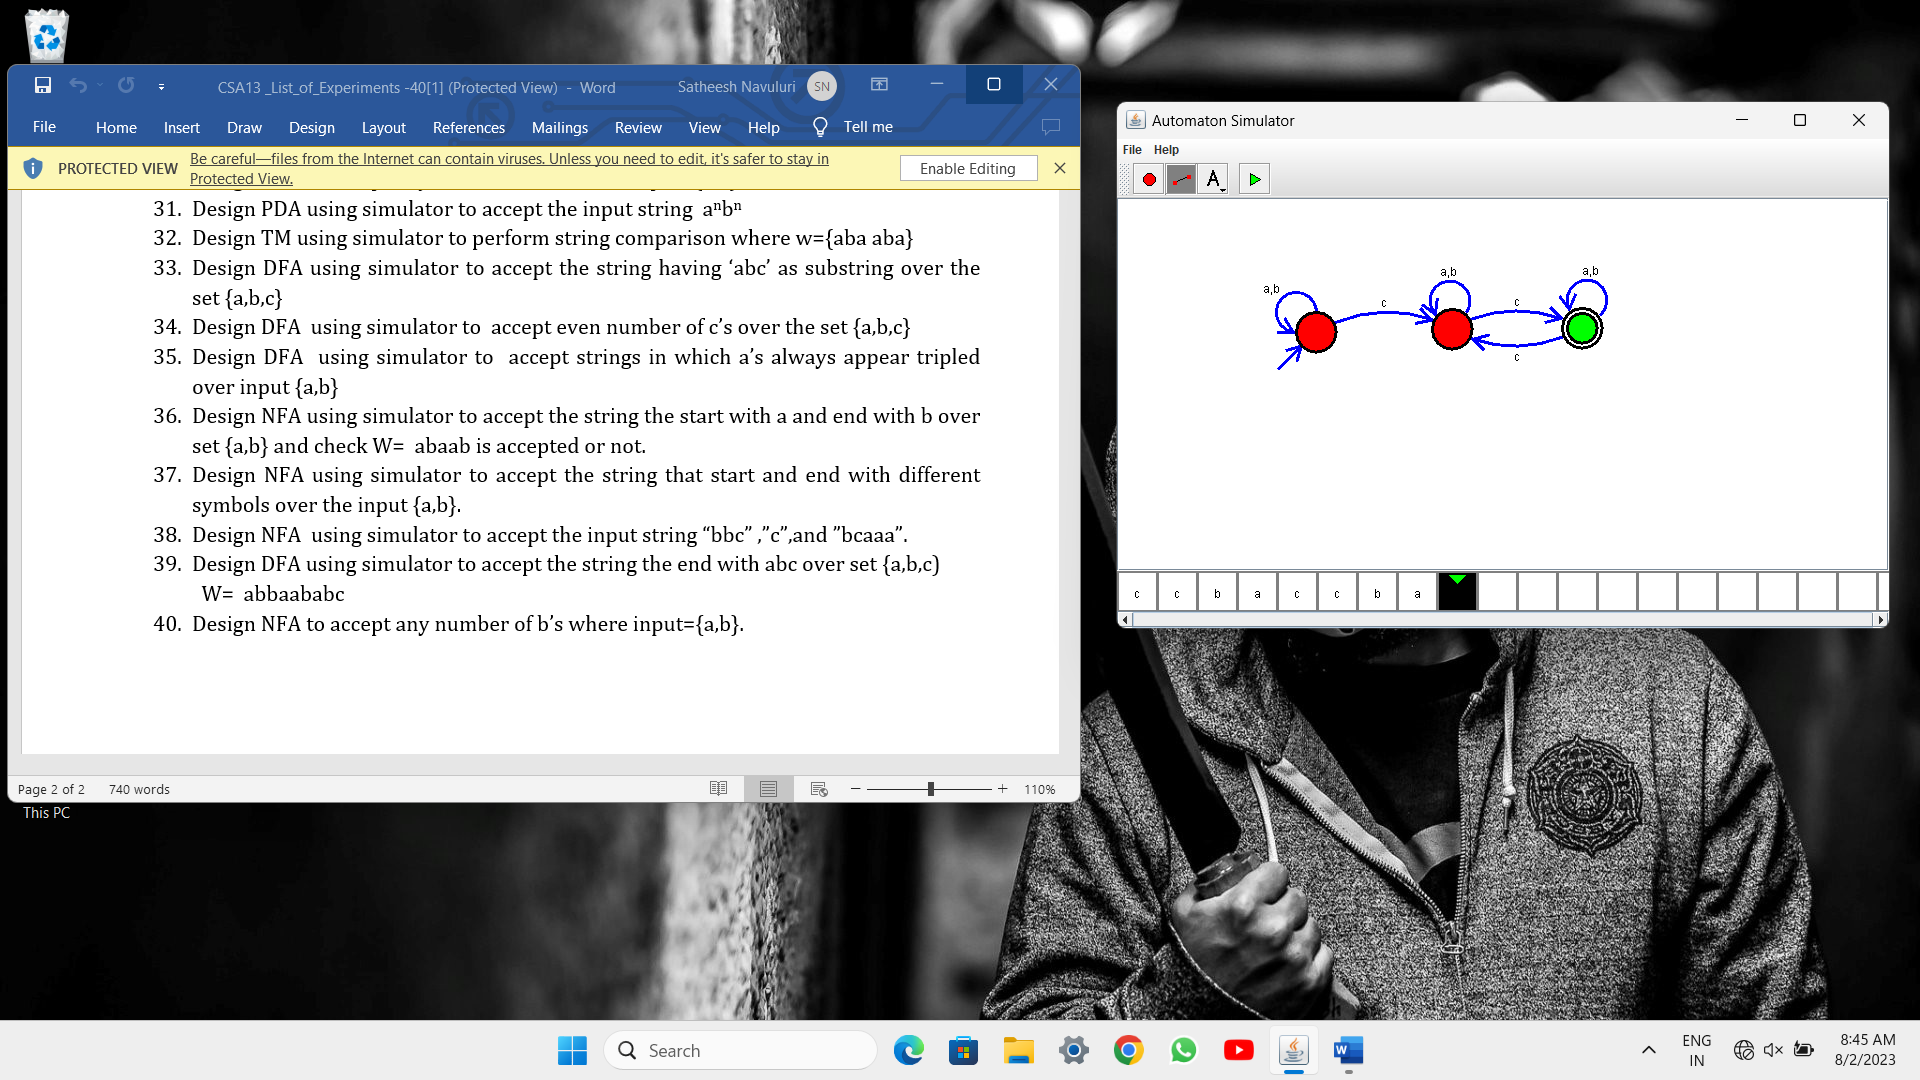 CSA13 _List_of_Experiments -40[1] (Protected View) - Word
Satheesh Navuluri
SN
File Home Insert Draw Design Layout References Mailings Review View Help Tell me
PROTECTED VIEW
Be careful—files from the Internet can contain viruses. Unless you need to edit, it's safer to stay in
Protected View.
Enable Editing
31. Design PDA using simulator to accept the input string aⁿbⁿ
32. Design TM using simulator to perform string comparison where w={aba aba}
33. Design DFA using simulator to accept the string having ‘abc’ as substring over the
set {a,b,c}
34. Design DFA using simulator to accept even number of c’s over the set {a,b,c}
35. Design DFA using simulator to accept strings in which a’s always appear tripled
over input {a,b}
36. Design NFA using simulator to accept the string the start with a and end with b over
set {a,b} and check W= abaab is accepted or not.
37. Design NFA using simulator to accept the string that start and end with different
symbols over the input {a,b}.
38. Design NFA using simulator to accept the input string “bbc” ,”c”,and ”bcaaa”.
39. Design DFA using simulator to accept the string the end with abc over set {a,b,c)
W= abbaababc
40. Design NFA to accept any number of b’s where input={a,b}.
Page 2 of 2 740 words
110%
This PC
Automaton Simulator
File Help
A
a,b
a,b
a,b
c
c
c
c c b a c c b a
Search
ENG
IN
8:45 AM
8/2/2023